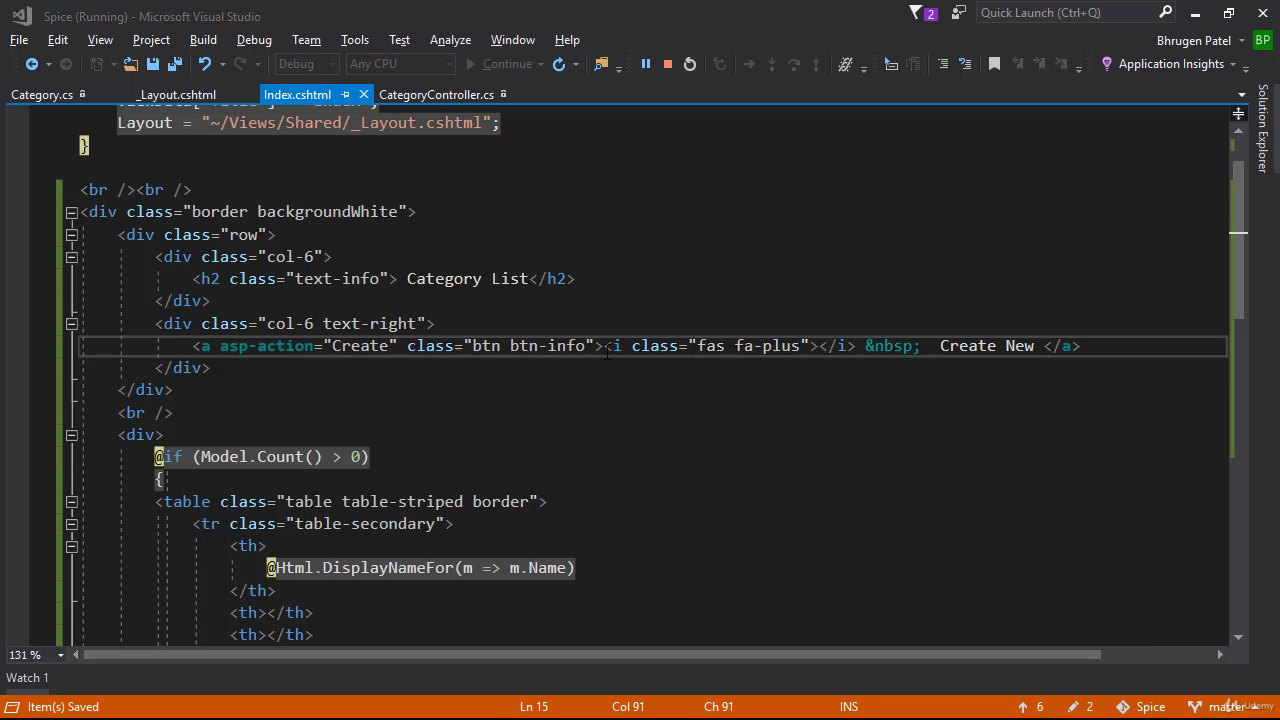 Spice (Running) - Microsoft Visual Studio
2
Quick Launch (Ctrl+Q)
File Edit View Project Build Debug Team Tools Test Analyze Window Help
Bhrugen Patel BP
Debug Any CPU Continue Application Insights
Category.cs _Layout.cshtml Index.cshtml CategoryController.cs
Layout = "~/Views/Shared/_Layout.cshtml";
}
<br /><br />
<div class="border backgroundWhite">
<div class="row">
<div class="col-6">
<h2 class="text-info"> Category List</h2>
</div>
<div class="col-6 text-right">
<a asp-action="Create" class="btn btn-info"><i class="fas fa-plus"></i> &nbsp;  Create New </a>
</div>
</div>
<br />
<div>
@if (Model.Count() > 0)
{
<table class="table table-striped border">
<tr class="table-secondary">
<th>
@Html.DisplayNameFor(m => m.Name)
</th>
<th></th>
<th></th>
Solution Explorer
131 %
Watch 1
Item(s) Saved Ln 15 Col 91 Ch 91 INS 6 2 Spice master
Udemy